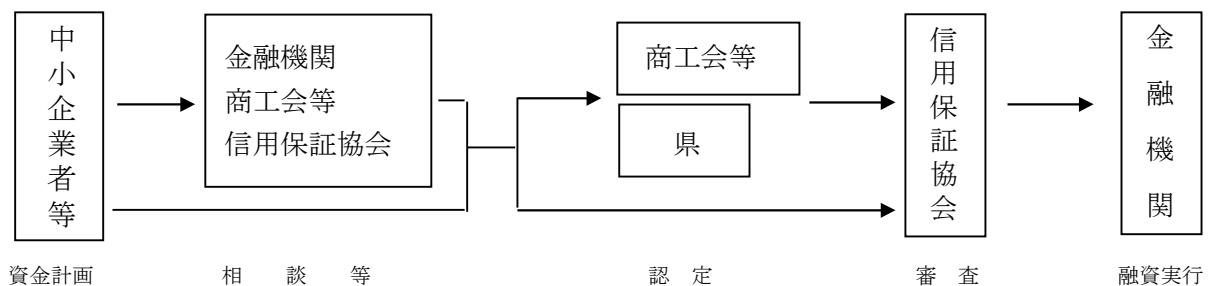 中小企業者等
金融機関
商工会等
信用保証協会
商工会等
県
信用保証協会
金融機関
資金計画
相談等
認定
審査
融資実行